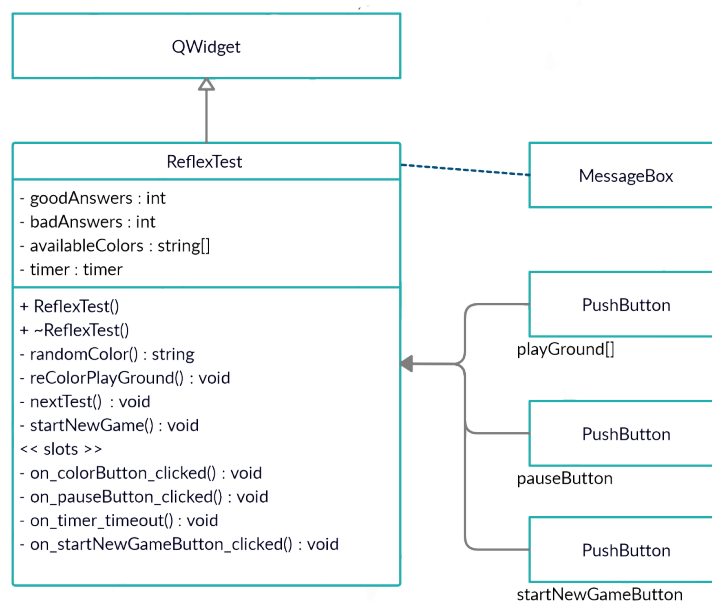 QWidget
ReflexTest
- goodAnswers : int
- badAnswers : int
- availableColors : string[]
- timer : timer
+ ReflexTest()
+ ~ReflexTest()
- randomColor() : string
- reColorPlayGround() : void
- nextTest() : void
- startNewGame() : void
<< slots >>
- on_colorButton_clicked() : void
- on_pauseButton_clicked() : void
- on_timer_timeout() : void
- on_startNewGameButton_clicked() : void
MessageBox
PushButton
playGround[]
PushButton
pauseButton
PushButton
startNewGameButton